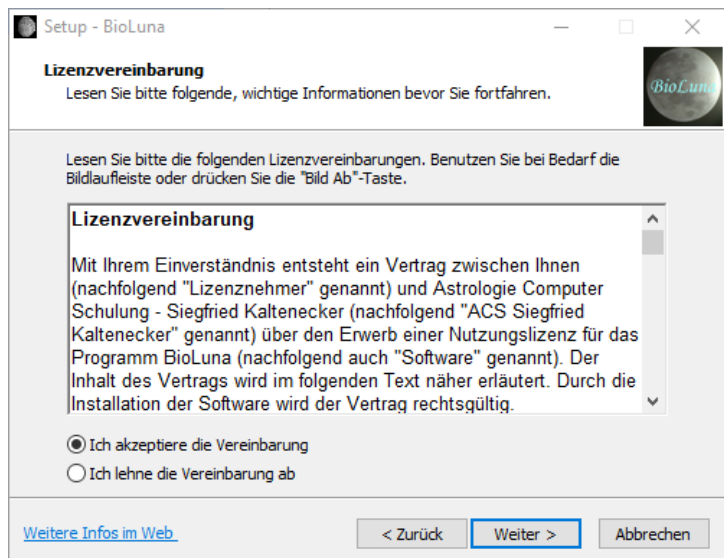 Setup - BioLuna
Lizenzvereinbarung
Lesen Sie bitte folgende, wichtige Informationen bevor Sie fortfahren.
BioLuna
Lesen Sie bitte die folgenden Lizenzvereinbarungen. Benutzen Sie bei Bedarf die
Bildlaufleiste oder drücken Sie die "Bild Ab"-Taste.
Lizenzvereinbarung
Mit Ihrem Einverständnis entsteht ein Vertrag zwischen Ihnen
(nachfolgend "Lizenznehmer" genannt) und Astrologie Computer
Schulung - Siegfried Kaltenecker (nachfolgend "ACS Siegfried
Kaltenecker" genannt) über den Erwerb einer Nutzungslizenz für das
Programm BioLuna (nachfolgend auch "Software" genannt). Der
Inhalt des Vertrags wird im folgenden Text näher erläutert. Durch die
Installation der Software wird der Vertrag rechtsgültig.
Ich akzeptiere die Vereinbarung
Ich lehne die Vereinbarung ab
Weitere Infos im Web
< Zurück
Weiter >
Abbrechen